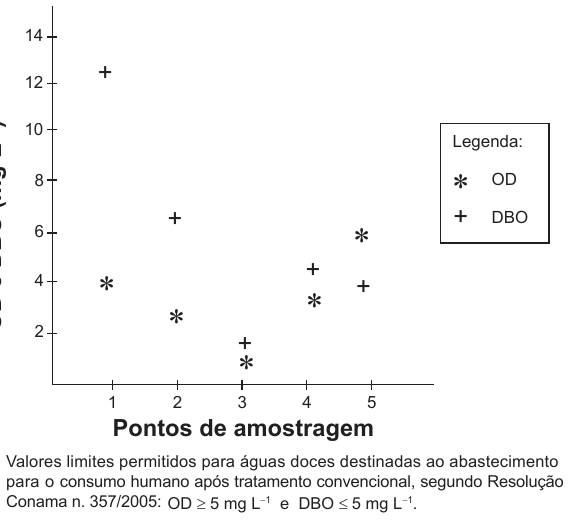 14
12
10
8
6
4
2
1 2 3 4 5
Pontos de amostragem
Legenda:
OD
DBO
Valores limites permitidos para águas doces destinadas ao abastecimento
para o consumo humano após tratamento convencional, segundo Resolução
Conama n. 357/2005: OD ≥ 5 mg L⁻¹ e DBO ≤ 5 mg L⁻¹.